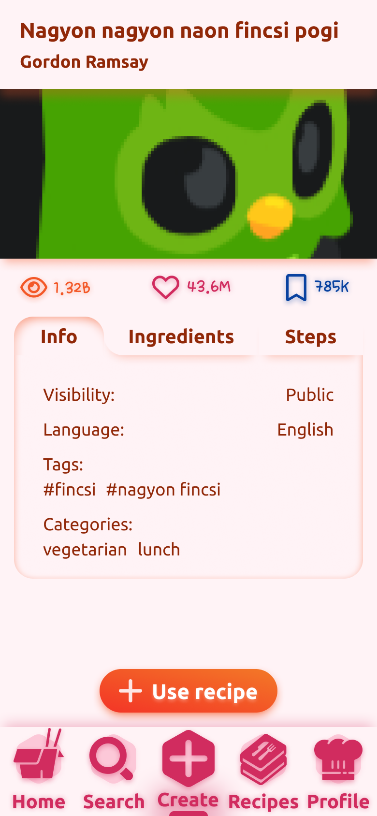 Nagyon nagyon naon fincsi pogi
Gordon Ramsay
1.32B 43.6M 785k
Info Ingredients Steps
Visibility: Public
Language: English
Tags:
#fincsi #nagyon fincsi
Categories:
vegetarian lunch
Use recipe
Home Search Create Recipes Profile